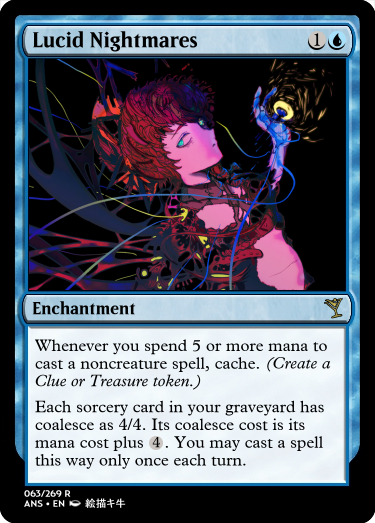 Lucid Nightmares 1
Enchantment
Whenever you spend 5 or more mana to
cast a noncreature spell, cache. (Create a
Clue or Treasure token.)
Each sorcery card in your graveyard has
coalesce as 4/4. Its coalesce cost is its
mana cost plus 4. You may cast a spell
this way only once each turn.
063/269 R
ANS • EN 絵描キ牛